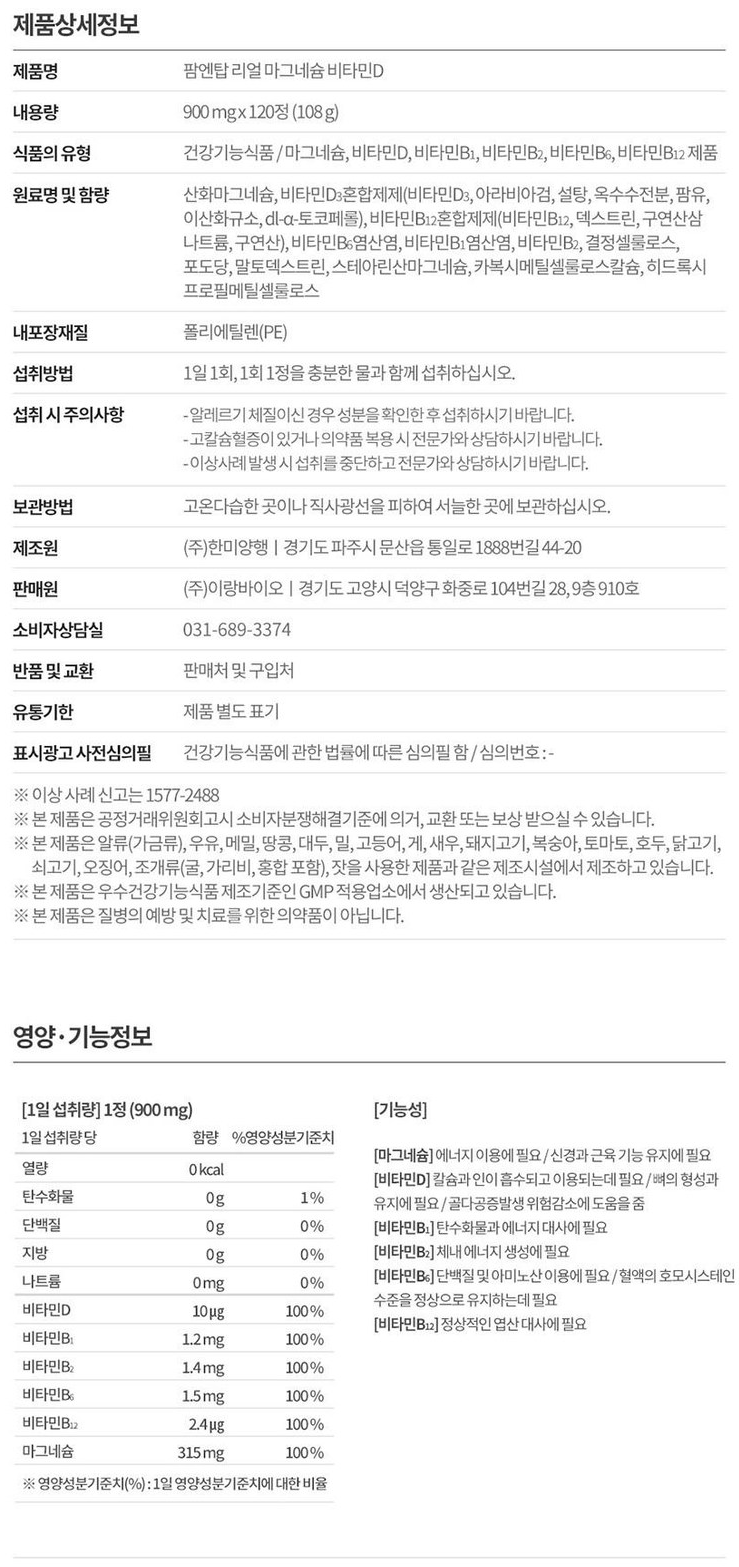 제품상세정보
제품명 팜엔탑 리얼 마그네슘 비타민D
내용량 900 mg x 120정 (108 g)
식품의 유형 건강기능식품 / 마그네슘, 비타민D, 비타민B1, 비타민B2, 비타민B6, 비타민B12 제품
원료명 및 함량 산화마그네슘, 비타민D3혼합제제(비타민D3, 아라비아검, 설탕, 옥수수전분, 팜유,
이산화규소, dl-α-토코페롤), 비타민B12혼합제제(비타민B12, 덱스트린, 구연산삼
나트륨, 구연산), 비타민B6염산염, 비타민B1염산염, 비타민B2, 결정셀룰로스,
포도당, 말토덱스트린, 스테아린산마그네슘, 카복시메틸셀룰로스칼슘, 히드록시
프로필메틸셀룰로스
내포장재질 폴리에틸렌(PE)
섭취방법 1일 1회, 1회 1정을 충분한 물과 함께 섭취하십시오.
섭취 시 주의사항 - 알레르기 체질이신 경우 성분을 확인한 후 섭취하시기 바랍니다.
- 고칼슘혈증이 있거나 의약품 복용 시 전문가와 상담하시기 바랍니다.
- 이상사례 발생 시 섭취를 중단하고 전문가와 상담하시기 바랍니다.
보관방법 고온다습한 곳이나 직사광선을 피하여 서늘한 곳에 보관하십시오.
제조원 (주)한미양행 | 경기도 파주시 문산읍 통일로 1888번길 44-20
판매원 (주)이랑바이오 | 경기도 고양시 덕양구 화중로 104번길 28, 9층 910호
소비자상담실 031-689-3374
반품 및 교환 판매처 및 구입처
유통기한 제품 별도 표기
표시광고 사전심의필 건강기능식품에 관한 법률에 따른 심의필 함 / 심의번호 : -
※ 이상 사례 신고는 1577-2488
※ 본 제품은 공정거래위원회고시 소비자분쟁해결기준에 의거, 교환 또는 보상 받으실 수 있습니다.
※ 본 제품은 알류(가금류), 우유, 메밀, 땅콩, 대두, 밀, 고등어, 게, 새우, 돼지고기, 복숭아, 토마토, 호두, 닭고기,
쇠고기, 오징어, 조개류(굴, 가리비, 홍합 포함), 잣을 사용한 제품과 같은 제조시설에서 제조하고 있습니다.
※ 본 제품은 우수건강기능식품 제조기준인 GMP 적용업소에서 생산되고 있습니다.
※ 본 제품은 질병의 예방 및 치료를 위한 의약품이 아닙니다.
영양·기능정보
[1일 섭취량] 1정 (900 mg)
1일 섭취량 당 함량 %영양성분기준치
열량 0 kcal
탄수화물 0 g 1 %
단백질 0 g 0 %
지방 0 g 0 %
나트륨 0 mg 0 %
비타민D 10 μg 100 %
비타민B1 1.2 mg 100 %
비타민B2 1.4 mg 100 %
비타민B6 1.5 mg 100 %
비타민B12 2.4 μg 100 %
마그네슘 315 mg 100 %
※ 영양성분기준치(%) : 1일 영양성분기준치에 대한 비율
[기능성]
[마그네슘] 에너지 이용에 필요 / 신경과 근육 기능 유지에 필요
[비타민D] 칼슘과 인이 흡수되고 이용되는데 필요 / 뼈의 형성과
유지에 필요 / 골다공증발생 위험감소에 도움을 줌
[비타민B1] 탄수화물과 에너지 대사에 필요
[비타민B2] 체내 에너지 생성에 필요
[비타민B6] 단백질 및 아미노산 이용에 필요 / 혈액의 호모시스테인
수준을 정상으로 유지하는데 필요
[비타민B12] 정상적인 엽산 대사에 필요